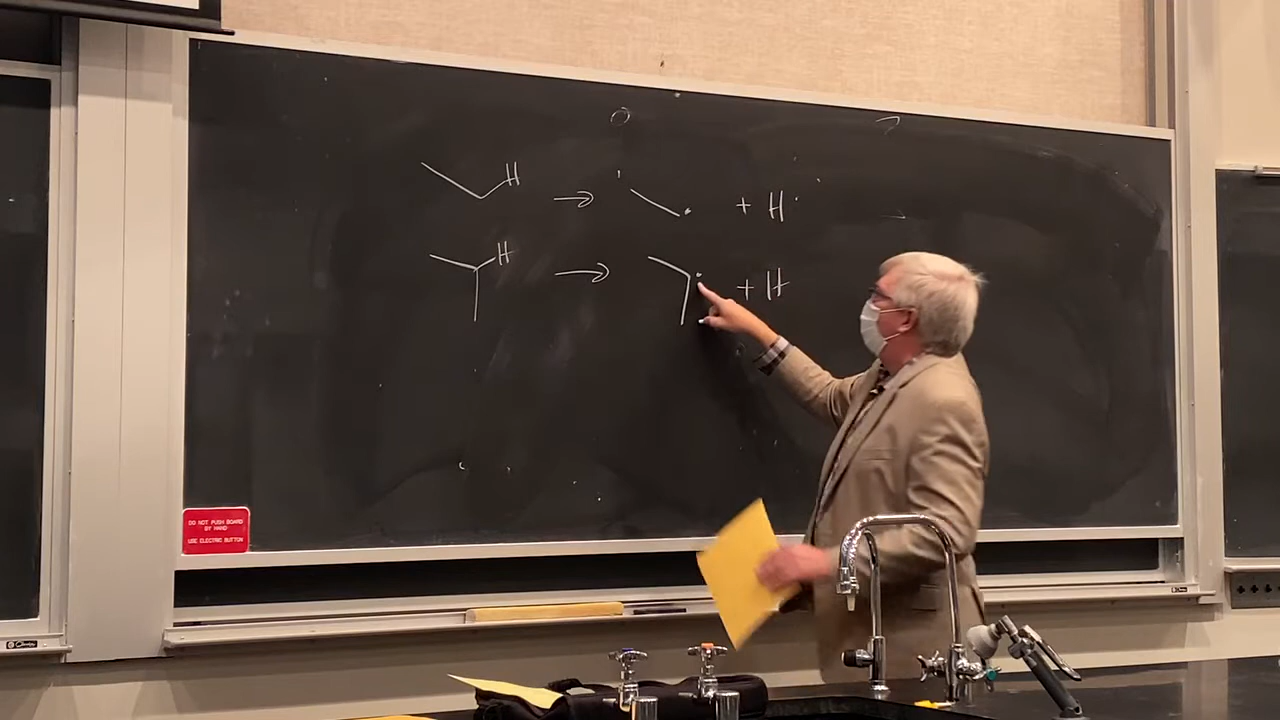 H → + H·
H → · + H
DO NOT PUSH BOARD
BY HAND
USE ELECTRIC BUTTON